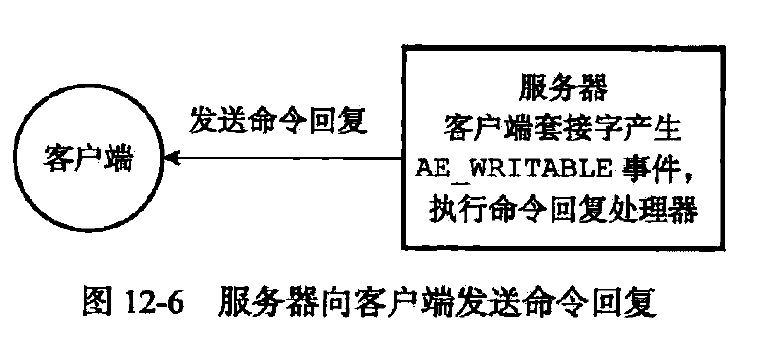 客户端
发送命令回复
服务器
客户端套接字产生
AE_WRITABLE 事件,
执行命令回复处理器
图 12-6 服务器向客户端发送命令回复